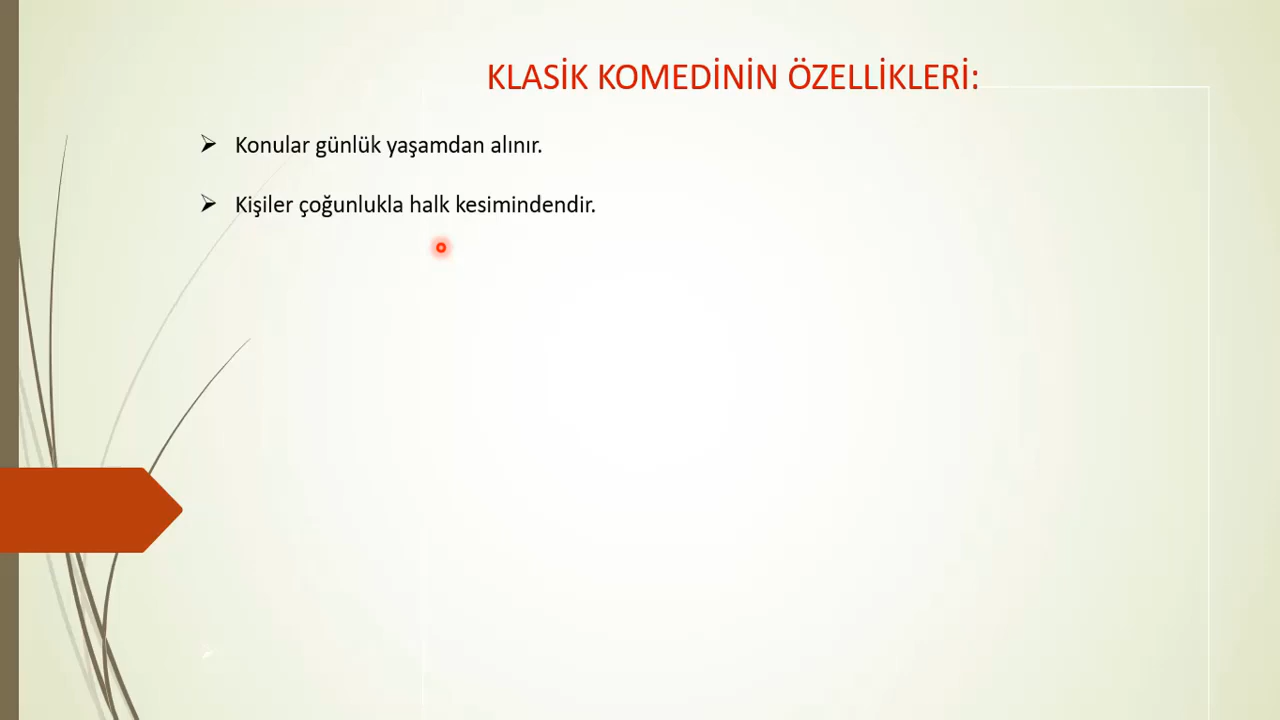 KLASİK KOMEDİNİN ÖZELLİKLERİ:
Konular günlük yaşamdan alınır.
Kişiler çoğunlukla halk kesimindendir.